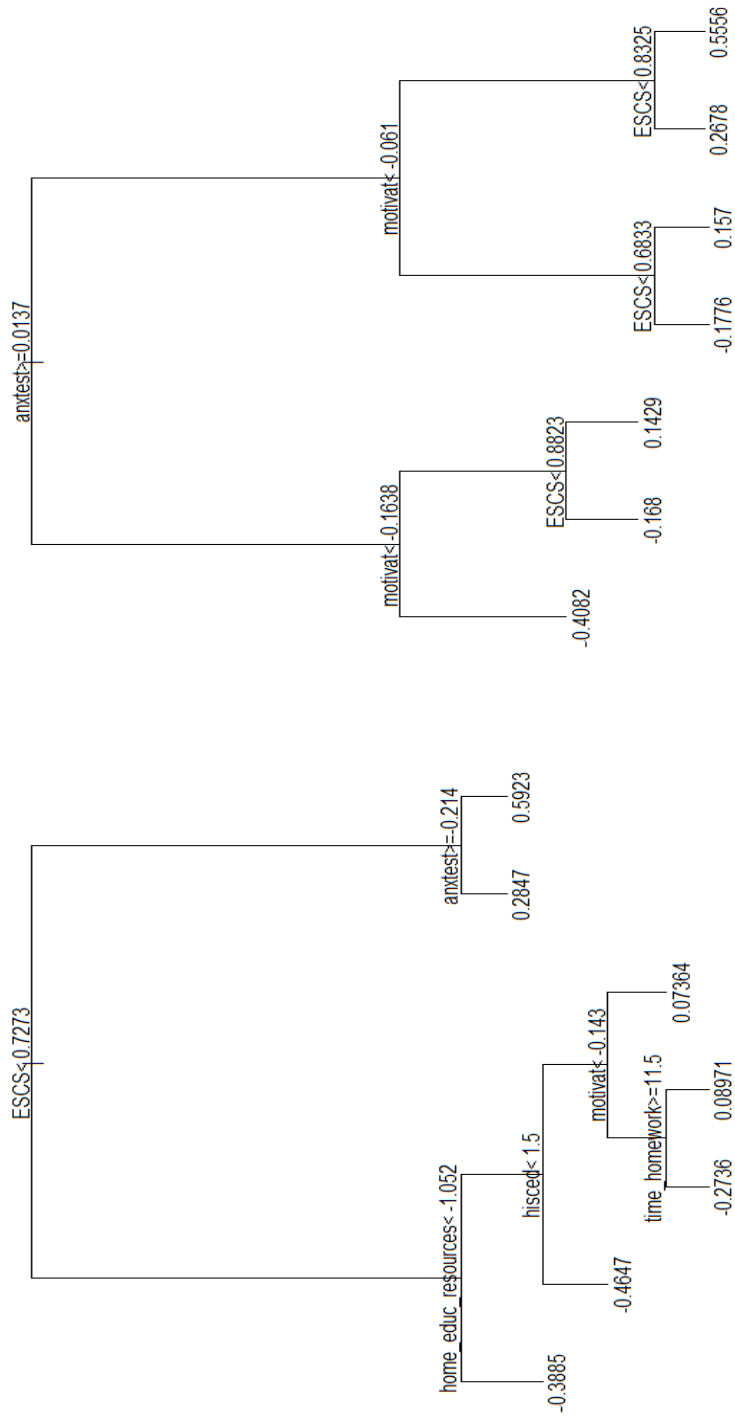 ESCS< 0.7273
home_educ_resources< -1.052
anxtest>=-0.214
-0.3885
hisced< 1.5
0.2847
0.5923
-0.4647
motivat< -0.143
time_homework>=11.5
0.07364
-0.2736
0.08971
anxtest>=0.0137
motivat< -0.1638
motivat< -0.061
-0.4082
ESCS< 0.8823
ESCS< 0.6833
ESCS< 0.8325
-0.168
0.1429
-0.1776
0.157
0.2678
0.5556